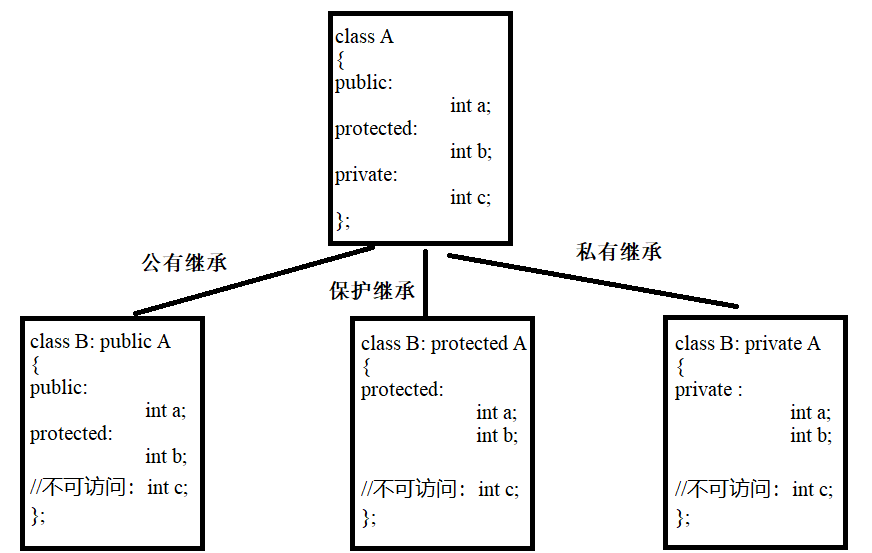 class A
{
public:
int a;
protected:
int b;
private:
int c;
};
公有继承
保护继承
私有继承
class B: public A
{
public:
int a;
protected:
int b;
//不可访问：int c;
};
class B: protected A
{
protected:
int a;
int b;
//不可访问：int c;
};
class B: private A
{
private :
int a;
int b;
//不可访问：int c;
};